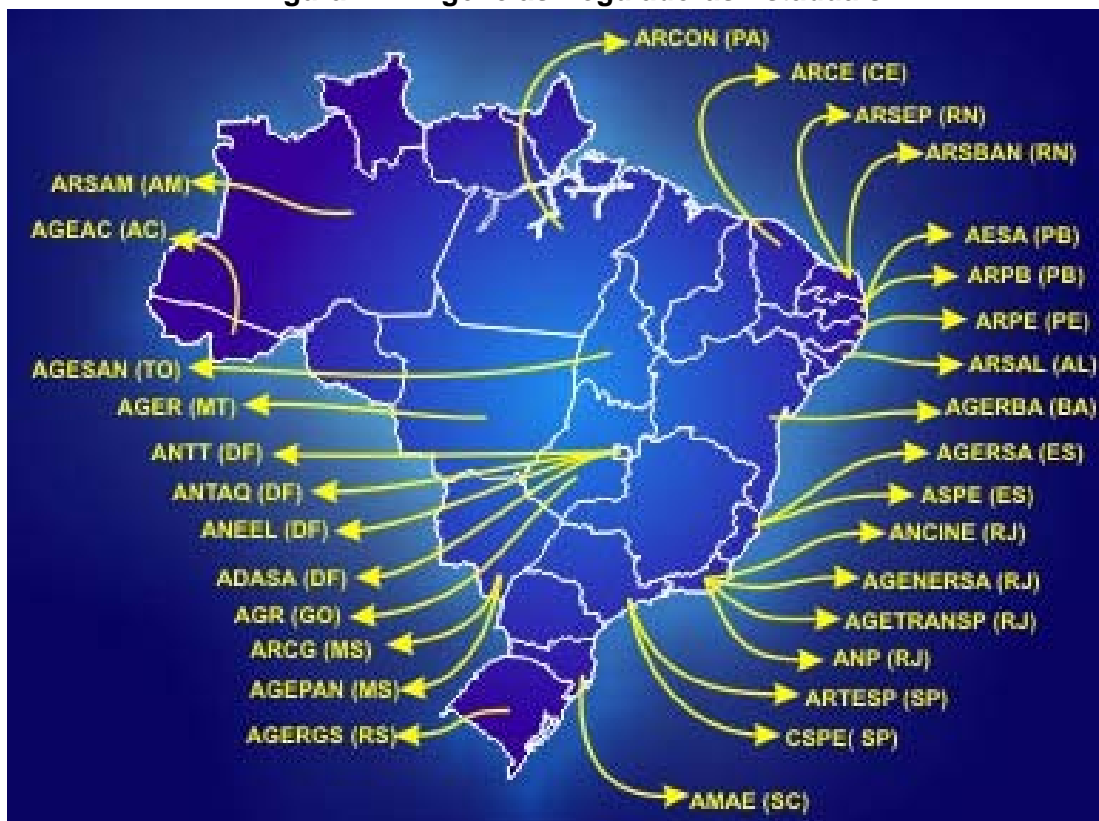 ARCON (PA)
ARCE (CE)
ARSEP (RN)
ARSBAN (RN)
ARSAM (AM)
AGEAC (AC)
AESA (PB)
ARPB (PB)
ARPE (PE)
ARSAL (AL)
AGESAN (TO)
AGER (MT)
AGERBA (BA)
ANTT (DF)
AGERSA (ES)
ANTAQ (DF)
ASPE (ES)
ANEEL (DF)
ANCINE (RJ)
ADASA (DF)
AGENERSA (RJ)
AGR (GO)
AGETRANSP (RJ)
ARCG (MS)
ANP (RJ)
AGEPAN (MS)
ARTESP (SP)
AGERGS (RS)
CSPE( SP)
AMAE (SC)